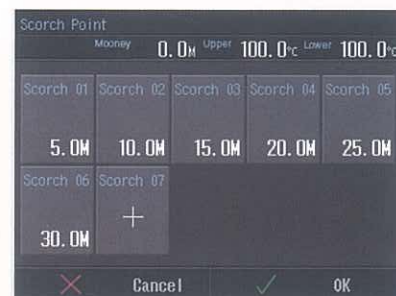 Scorch Point
Mooney 0.0M Upper 100.0°C Lower 100.0°C
Scorch 01 Scorch 02 Scorch 03 Scorch 04 Scorch 05
5.0M 10.0M 15.0M 20.0M 25.0M
Scorch 06 Scorch 07
+
30.0M
Cancel OK